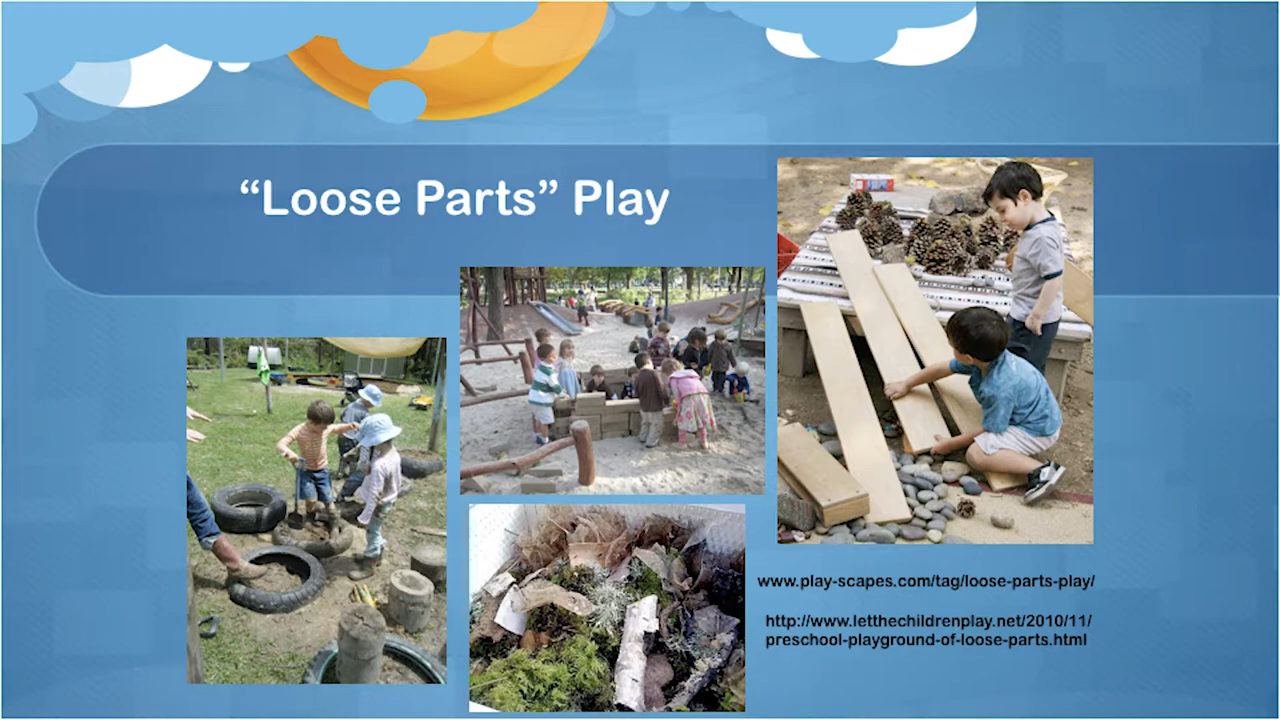 “Loose Parts” Play
www.play-scapes.com/tag/loose-parts-play/
http://www.letthechildrenplay.net/2010/11/
preschool-playground-of-loose-parts.html